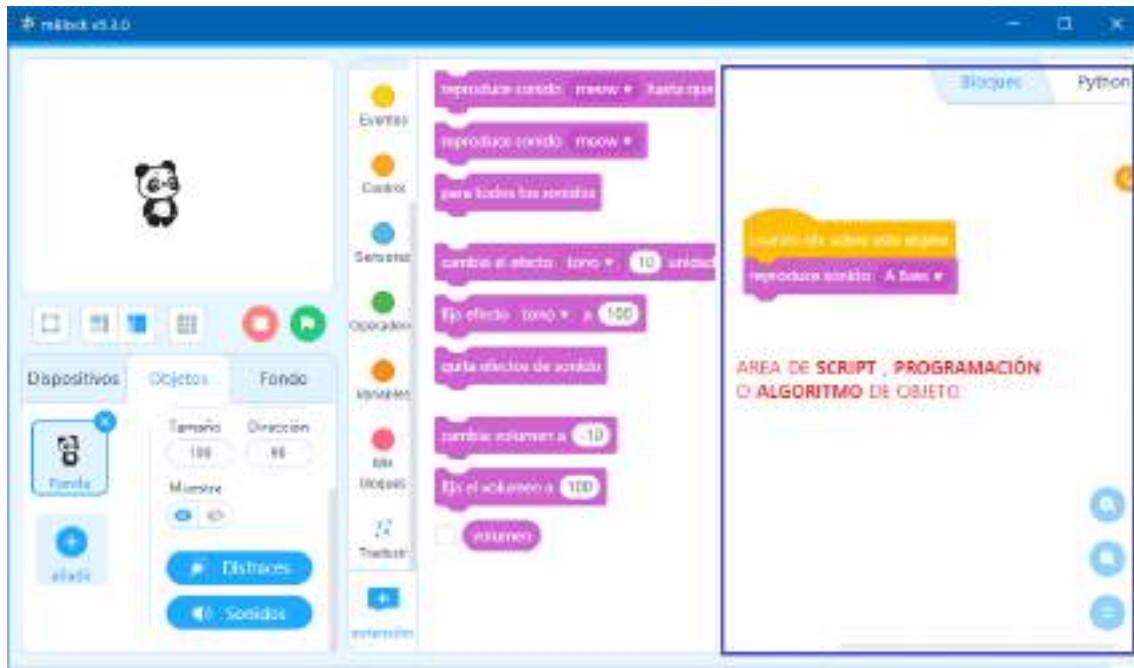 mBlock v5.3.0
Bloques
Python
Eventos
Control
Sensores
Operadores
Variables
Mis
bloques
Traducir
extensión
reproduce sonido meow hasta que
reproduce sonido meow
para todos los sonidos
cambia el efecto tono 10 unidad
fija efecto tono a 100
quita efectos de sonido
cambia volumen a -10
fija el volumen a 100
volumen
cuando clic sobre este objeto
reproduce sonido A bass
AREA DE SCRIPT , PROGRAMACIÓN
O ALGORITMO DE OBJETO
Dispositivos
Objetos
Fondo
Panda
añadir
Tamaño
Dirección
100
90
Muestre
Disfraces
Sonidos